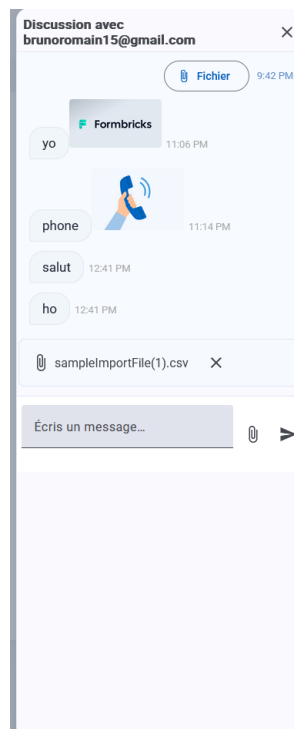 Discussion avec
brunoromain15@gmail.com
Fichier 9:42 PM
Formbricks
yo 11:06 PM
phone 11:14 PM
salut 12:41 PM
ho 12:41 PM
sampleImportFile(1).csv
Écris un message...